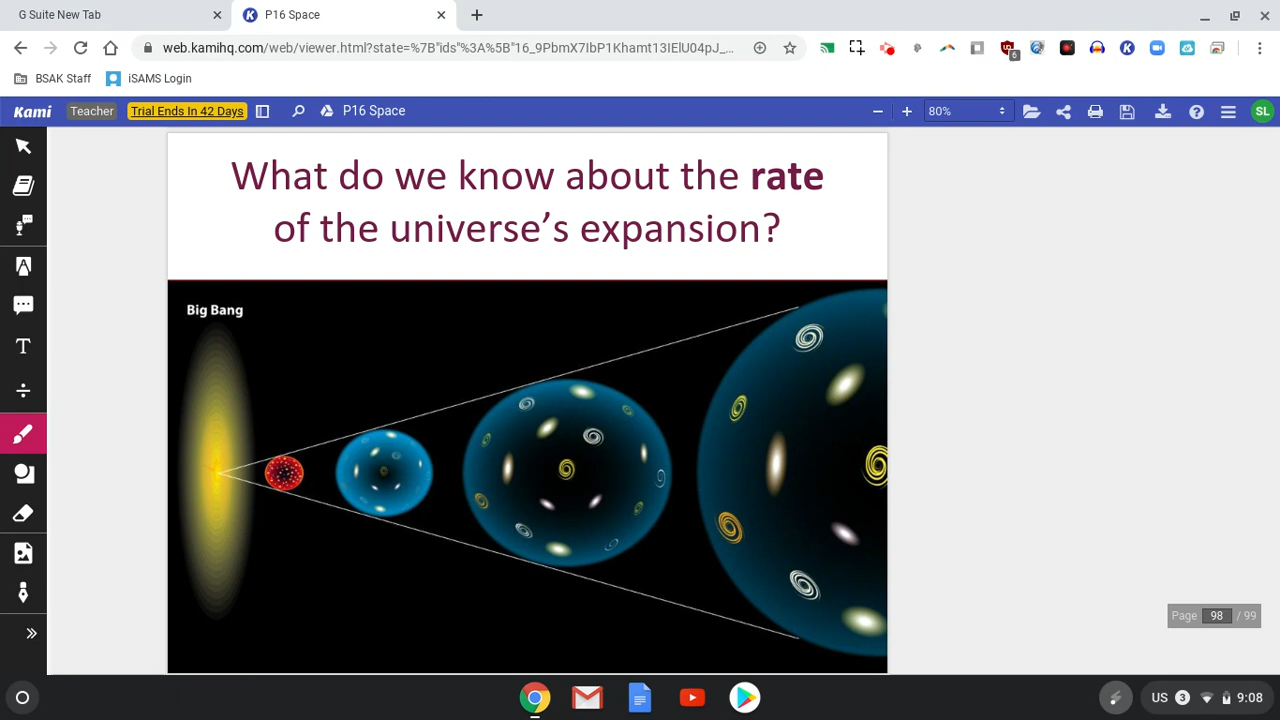 G Suite New Tab
P16 Space
web.kamihq.com/web/viewer.html?state=%7B"ids"%3A%5B"16_9PbmX7IbP1Khamt13IElU04pJ_...
6
BSAK Staff
iSAMS Login
Kami Teacher Trial Ends In 42 Days P16 Space 80% SL
What do we know about the rate
of the universe's expansion?
Big Bang
Page 98 / 99
US 3 9:08